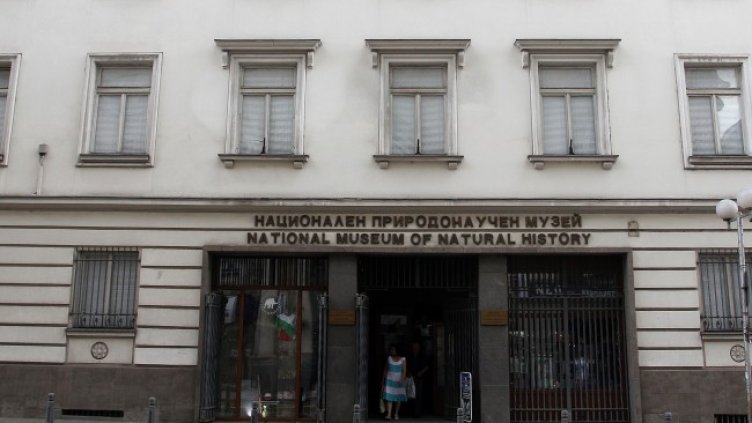 НАЦИОНАЛЕН ПРИРОДОНАУЧЕН МУЗЕЙ
NATIONAL MUSEUM OF NATURAL HISTORY